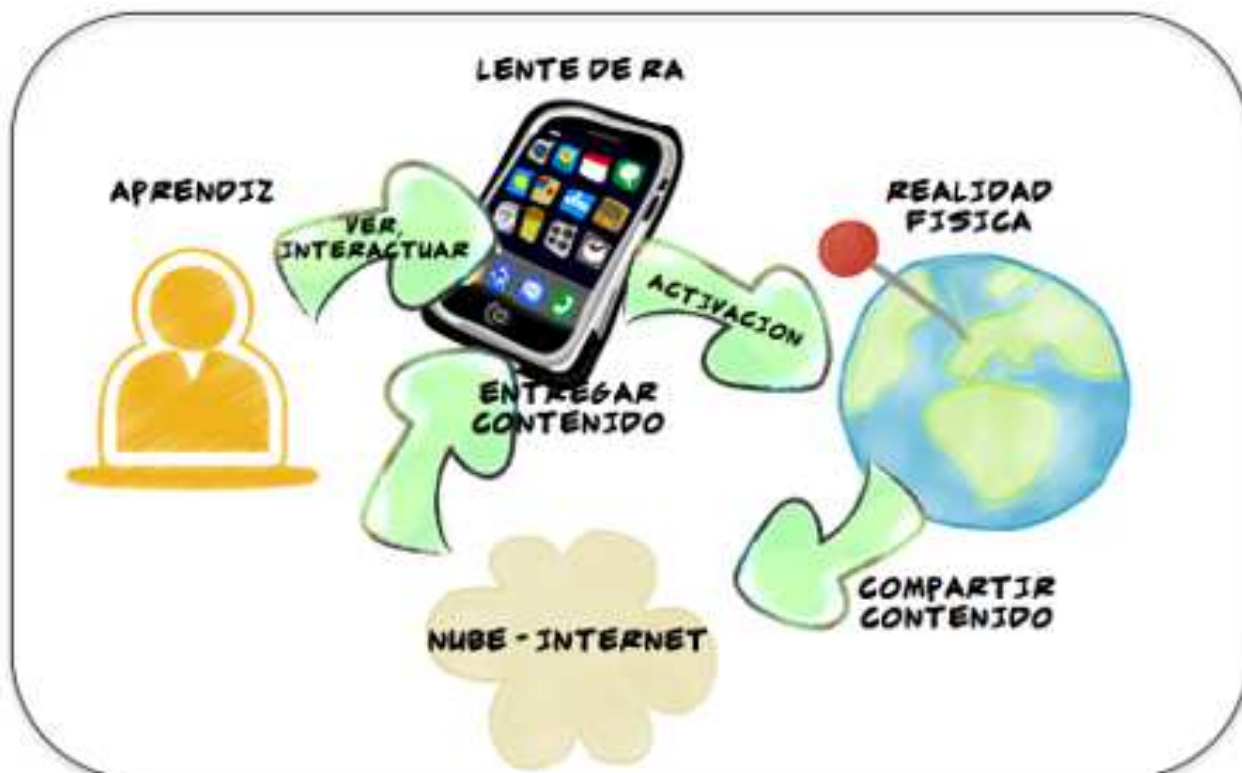 LENTE DE RA
APRENDIZ
VER,
INTERACTUAR
REALIDAD
FISICA
ACTIVACION
ENTREGAR
CONTENIDO
COMPARTIR
CONTENIDO
NUBE - INTERNET